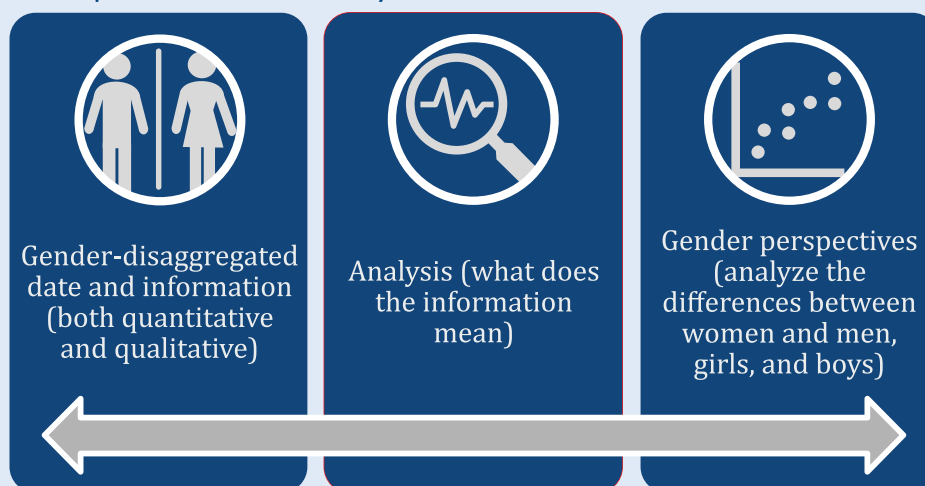 Gender-disaggregated
date and information
(both quantitative
and qualitative)
Analysis (what does
the information
mean)
Gender perspectives
(analyze the
differences between
women and men,
girls, and boys)